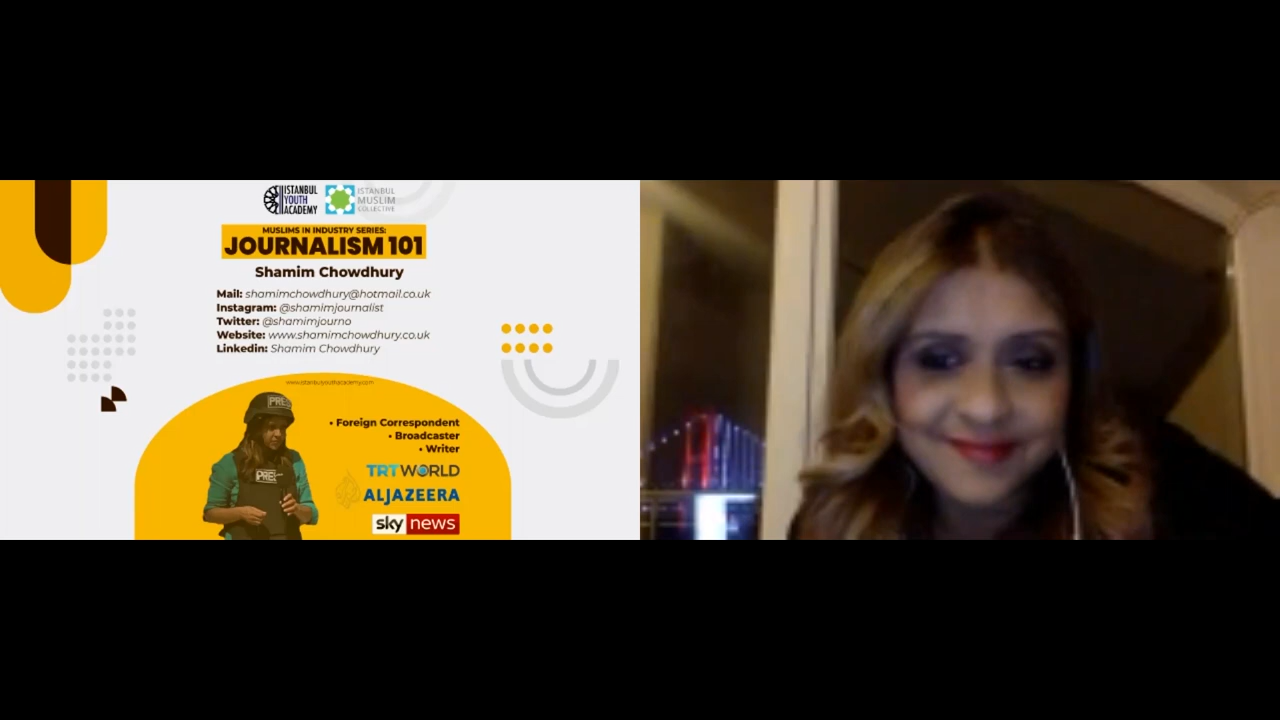 ISTANBUL
YOUTH
ACADEMY
ISTANBUL
MUSLIM
COLLECTIVE
MUSLIMS IN INDUSTRY SERIES:
JOURNALISM 101
Shamim Chowdhury
Mail: shamimchowdhury@hotmail.co.uk
Instagram: @shamimjournalist
Twitter: @shamimjourno
Website: www.shamimchowdhury.co.uk
Linkedin: Shamim Chowdhury
www.istanbulyouthacademy.com
• Foreign Correspondent
• Broadcaster
• Writer
TRT WORLD
ALJAZEERA
sky news